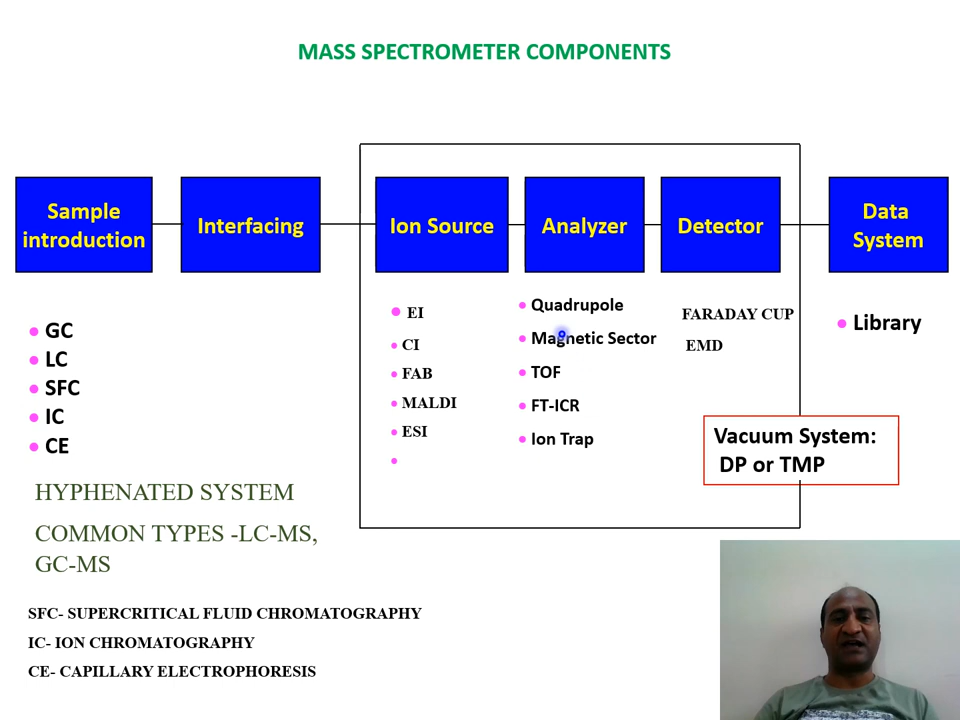 MASS SPECTROMETER COMPONENTS
Sample
introduction
Interfacing
Ion Source
Analyzer
Detector
Data
System
• GC
• LC
• SFC
• IC
• CE
• EI
• CI
• FAB
• MALDI
• ESI
•
• Quadrupole
• Magnetic Sector
• TOF
• FT-ICR
• Ion Trap
FARADAY CUP
EMD
• Library
Vacuum System:
DP or TMP
HYPHENATED SYSTEM
COMMON TYPES -LC-MS,
GC-MS
SFC- SUPERCRITICAL FLUID CHROMATOGRAPHY
IC- ION CHROMATOGRAPHY
CE- CAPILLARY ELECTROPHORESIS